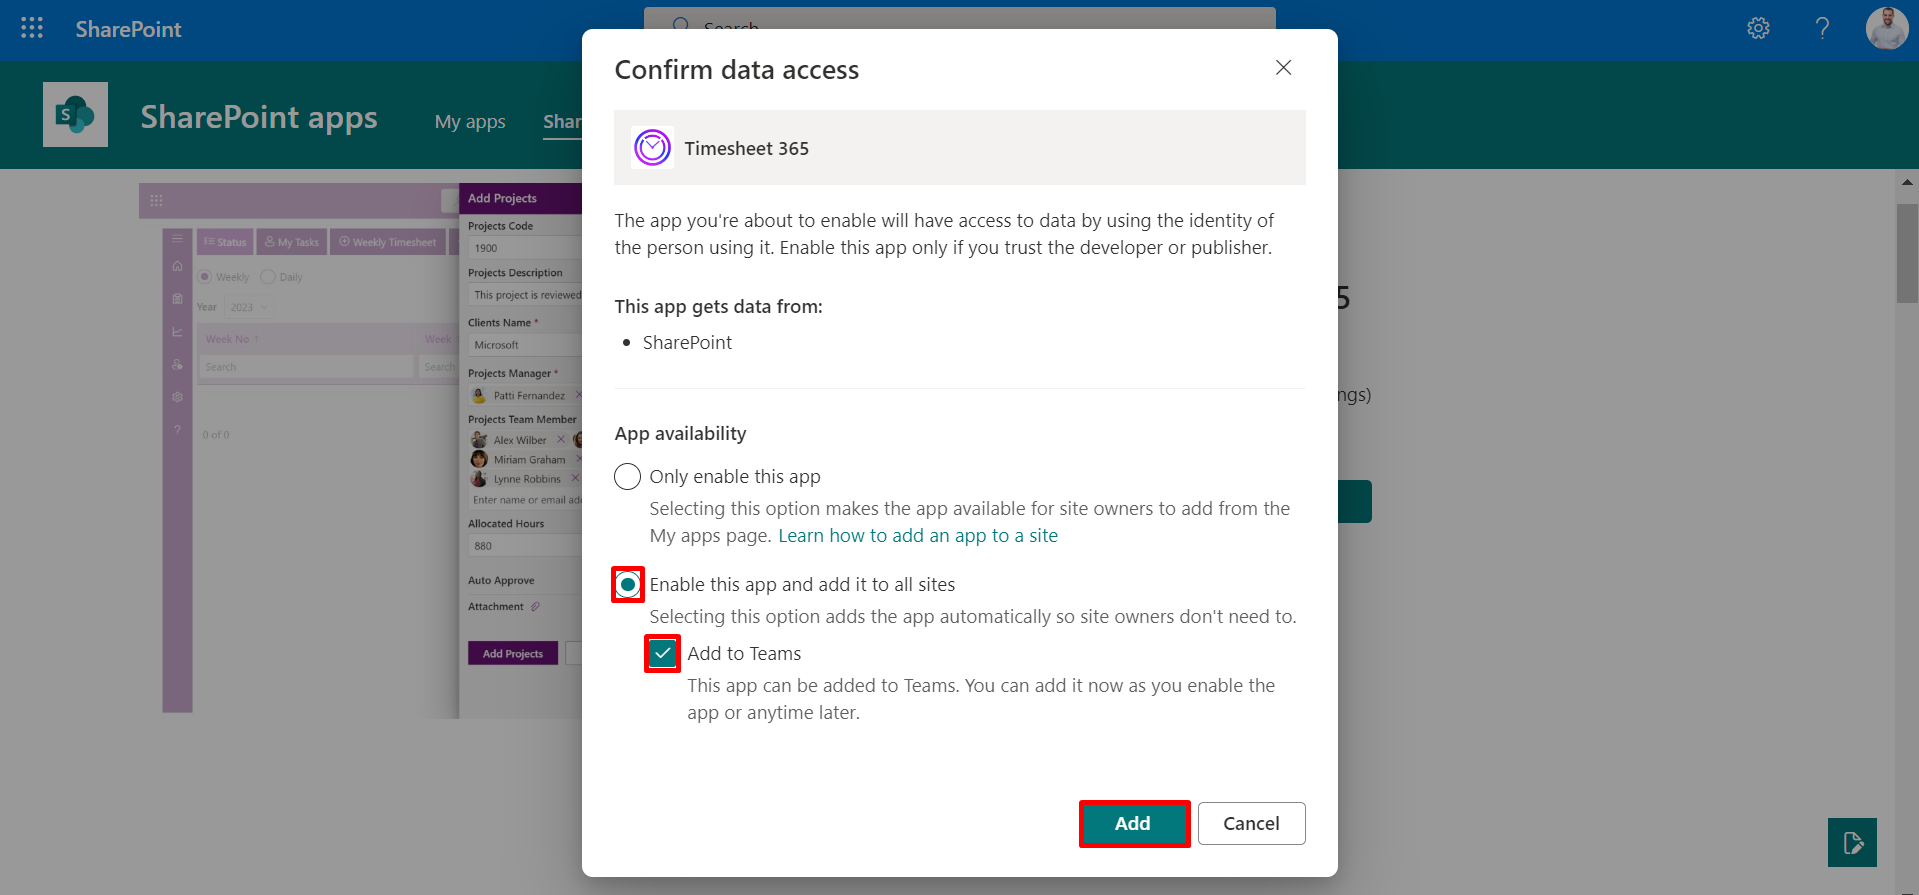 SharePoint
Search
SharePoint apps
My apps
Shar
Confirm data access
Timesheet 365
The app you're about to enable will have access to data by using the identity of
the person using it. Enable this app only if you trust the developer or publisher.
This app gets data from:
• SharePoint
App availability
Only enable this app
Selecting this option makes the app available for site owners to add from the
My apps page. Learn how to add an app to a site
Enable this app and add it to all sites
Selecting this option adds the app automatically so site owners don't need to.
Add to Teams
This app can be added to Teams. You can add it now as you enable the
app or anytime later.
Add
Cancel
Status
My Tasks
Weekly Timesheet
Weekly
Daily
Year
2023
Week No ↑
Week
Search
Search
0 of 0
Add Projects
Projects Code
1900
Projects Description
This project is reviewed
Clients Name *
Microsoft
Projects Manager *
Patti Fernandez
Projects Team Member
Alex Wilber
Miriam Graham
Lynne Robbins
Enter name or email add
Allocated Hours
880
Auto Approve
Attachment
Add Projects
5
ngs)